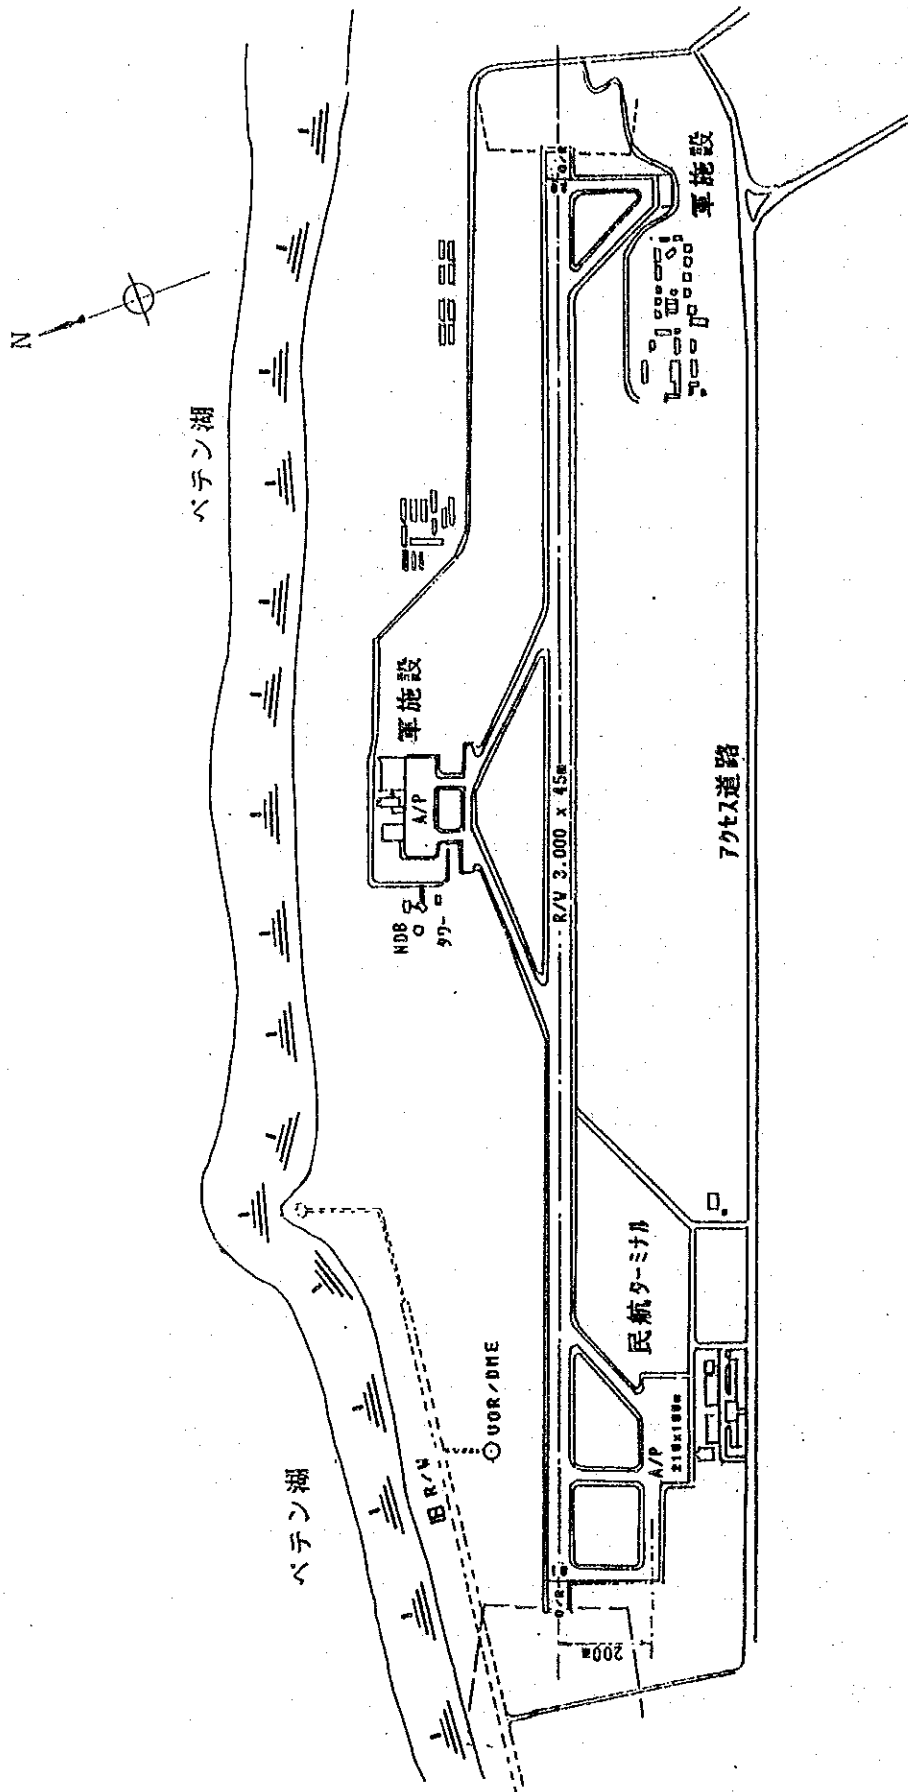 N
ペテン湖
ペテン湖
軍施設
A/P
NDB
タワー
軍施設
O/R
R/W 3.000 x 45m
アクセス道路
民航ターミナル
A/P
VOR/DME
旧 R/W
O/R
200m